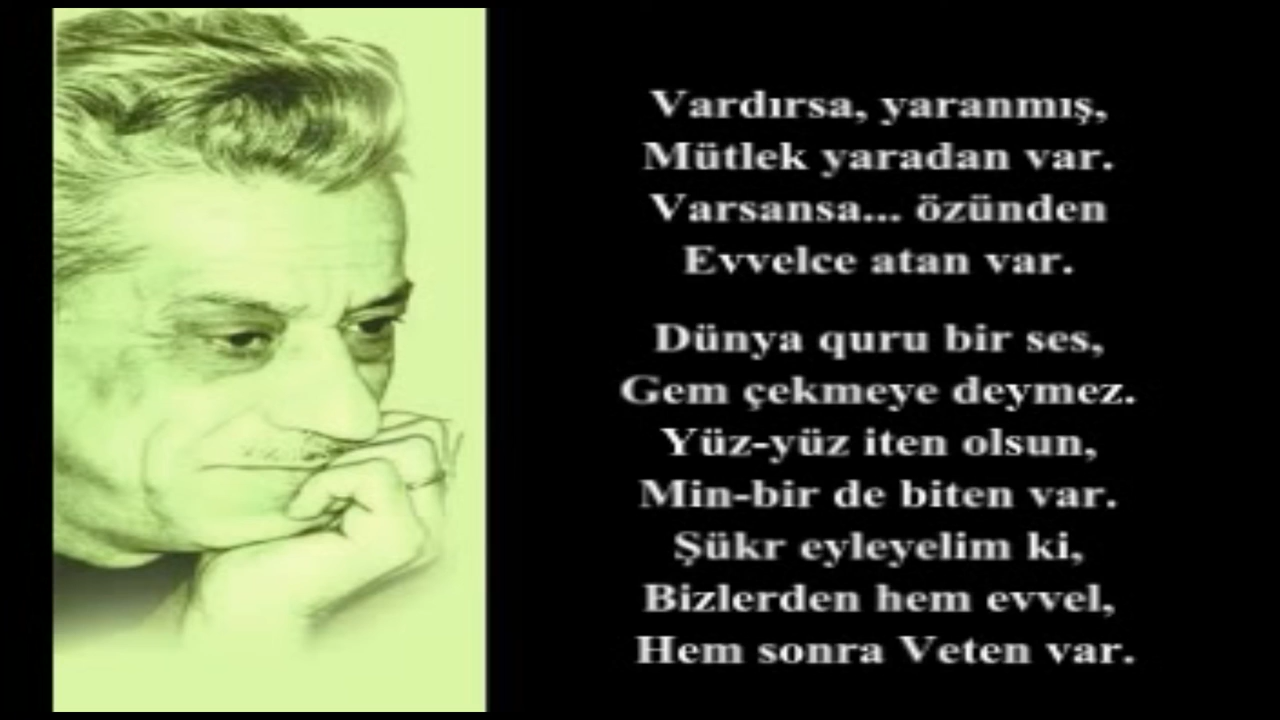 Vardırsa, yaranmış,
Mütlek yaradan var.
Varsansa... özünden
Evvelce atan var.
Dünya quru bir ses,
Gem çekmeye deymez.
Yüz-yüz iten olsun,
Min-bir de biten var.
Şükr eyleyelim ki,
Bizlerden hem evvel,
Hem sonra Veten var.